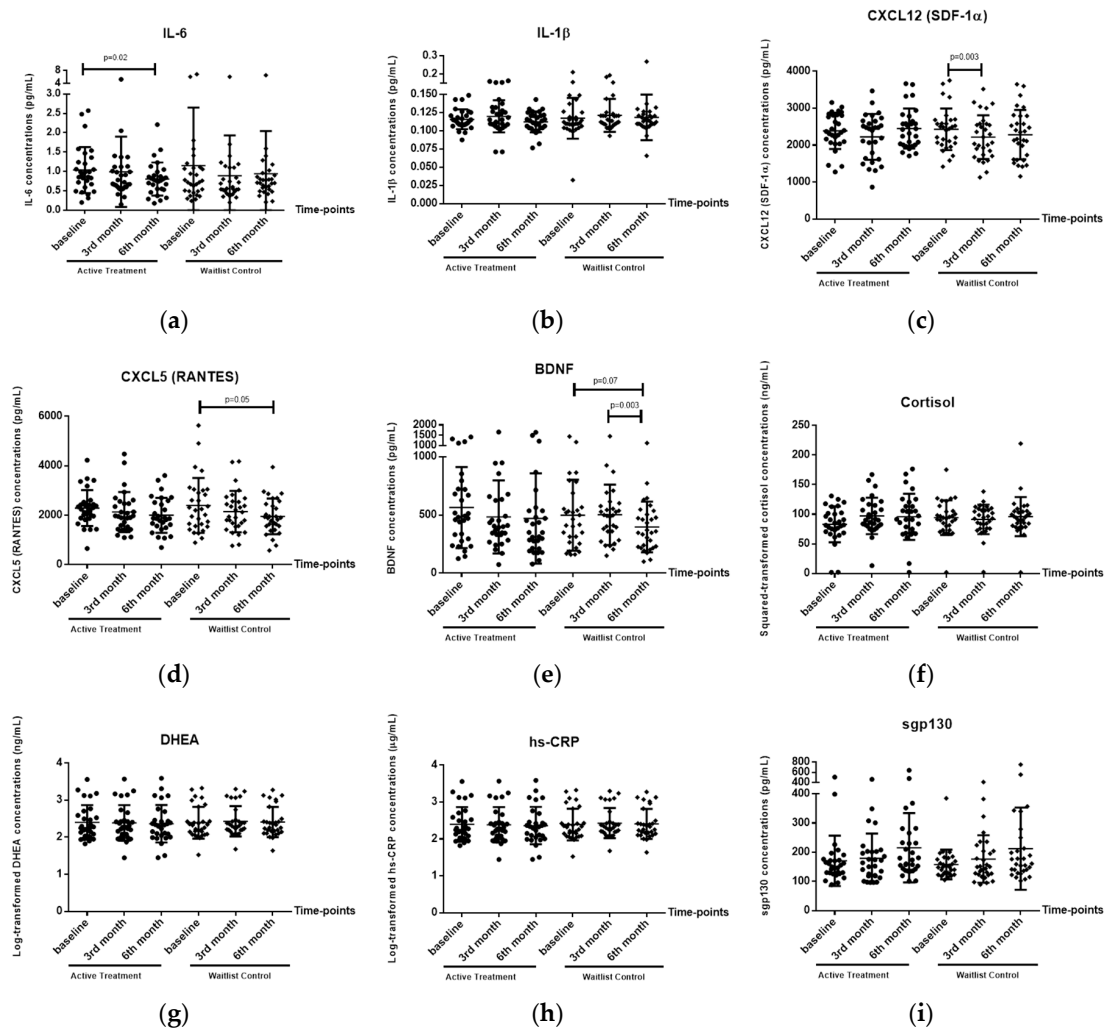 IL-6
p=0.02
IL-6 concentrations (pg/mL)
8
4
3.0
2.5
2.0
1.5
1.0
0.5
0.0
Time-points
baseline
3rd month
6th month
baseline
3rd month
6th month
Active Treatment
Waitlist Control
(a)
IL-1β
IL-1β concentrations (pg/mL)
0.3
0.2
0.150
0.125
0.100
0.075
0.050
0.025
0.000
Time-points
baseline
3rd month
6th month
baseline
3rd month
6th month
Active Treatment
Waitlist Control
(b)
CXCL12 (SDF-1α)
p=0.003
CXCL12 (SDF-1α) concentrations (pg/mL)
4000
3000
2000
1000
0
Time-points
baseline
3rd month
6th month
baseline
3rd month
6th month
Active Treatment
Waitlist Control
(c)
CXCL5 (RANTES)
p=0.05
CXCL5 (RANTES) concentrations (pg/mL)
6000
4000
2000
0
Time-points
baseline
3rd month
6th month
baseline
3rd month
6th month
Active Treatment
Waitlist Control
(d)
BDNF
p=0.07
p=0.003
BDNF concentrations (pg/mL)
2000
1500
1000
1000
500
0
Time-points
baseline
3rd month
6th month
baseline
3rd month
6th month
Active Treatment
Waitlist Control
(e)
Cortisol
Squared-transformed cortisol concentrations (ng/mL)
250
200
150
100
50
0
Time-points
baseline
3rd month
6th month
baseline
3rd month
6th month
Active Treatment
Waitlist Control
(f)
DHEA
Log-transformed DHEA concentrations (ng/mL)
4
3
2
1
0
Time-points
baseline
3rd month
6th month
baseline
3rd month
6th month
Active Treatment
Waitlist Control
(g)
hs-CRP
Log-transformed hs-CRP concentrations (μg/mL)
4
3
2
1
0
Time-points
baseline
3rd month
6th month
baseline
3rd month
6th month
Active Treatment
Waitlist Control
(h)
sgp130
sgp130 concentrations (pg/mL)
800
600
400
300
200
100
0
Time-points
baseline
3rd month
6th month
baseline
3rd month
6th month
Active Treatment
Waitlist Control
(i)